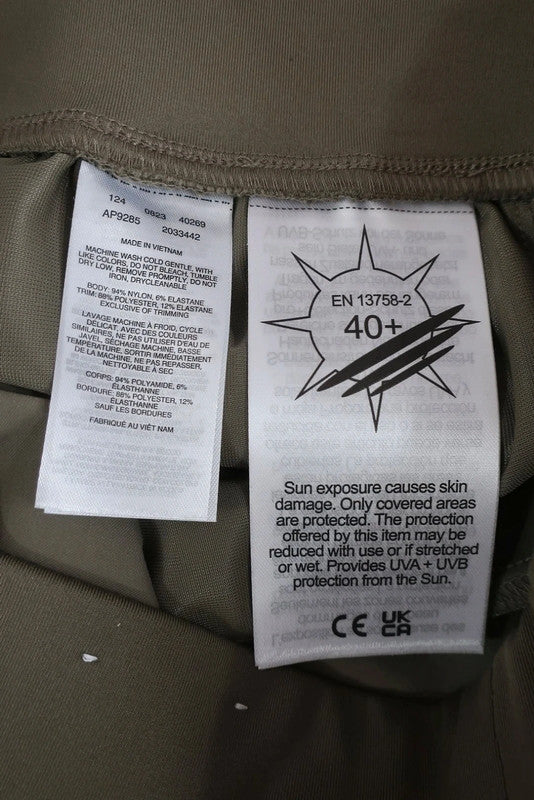 124 0823 40269
AP9285 2033442
MADE IN VIETNAM
MACHINE WASH COLD GENTLE, WITH
LIKE COLORS, DO NOT BLEACH, TUMBLE
DRY LOW, REMOVE PROMPTLY, DO NOT
IRON, DRYCLEANABLE
BODY: 94% NYLON, 6% ELASTANE
TRIM: 88% POLYESTER, 12% ELASTANE
EXCLUSIVE OF TRIMMING
LAVAGE MACHINE À FROID, CYCLE
DÉLICAT, AVEC DES COULEURS
SIMILAIRES, NE PAS UTILISER D'EAU DE
JAVEL, SÉCHAGE MACHINE, BASSE
TEMPÉRATURE, SORTIR IMMÉDIATEMENT
DE LA MACHINE, NE PAS REPASSER,
NETTOYABLE À SEC
CORPS: 94% POLYAMIDE, 6%
ÉLASTHANNE
BORDURE: 88% POLYESTER, 12%
ÉLASTHANNE
SAUF LES BORDURES
FABRIQUÉ AU VIÊT NAM
EN 13758-2
40+
Sun exposure causes skin
damage. Only covered areas
are protected. The protection
offered by this item may be
reduced with use or if stretched
or wet. Provides UVA + UVB
protection from the Sun.
CE UK
CA